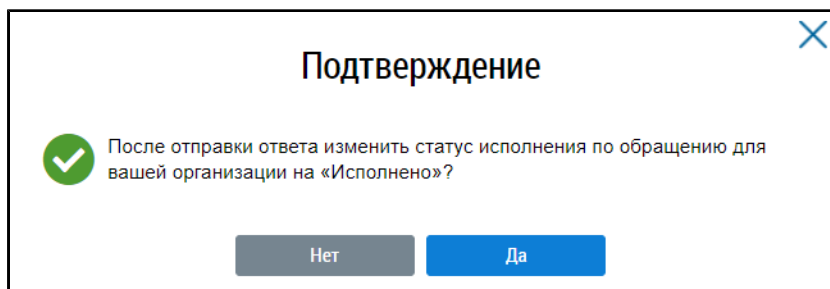 Подтверждение
После отправки ответа изменить статус исполнения по обращению для
вашей организации на «Исполнено»?
Нет
Да